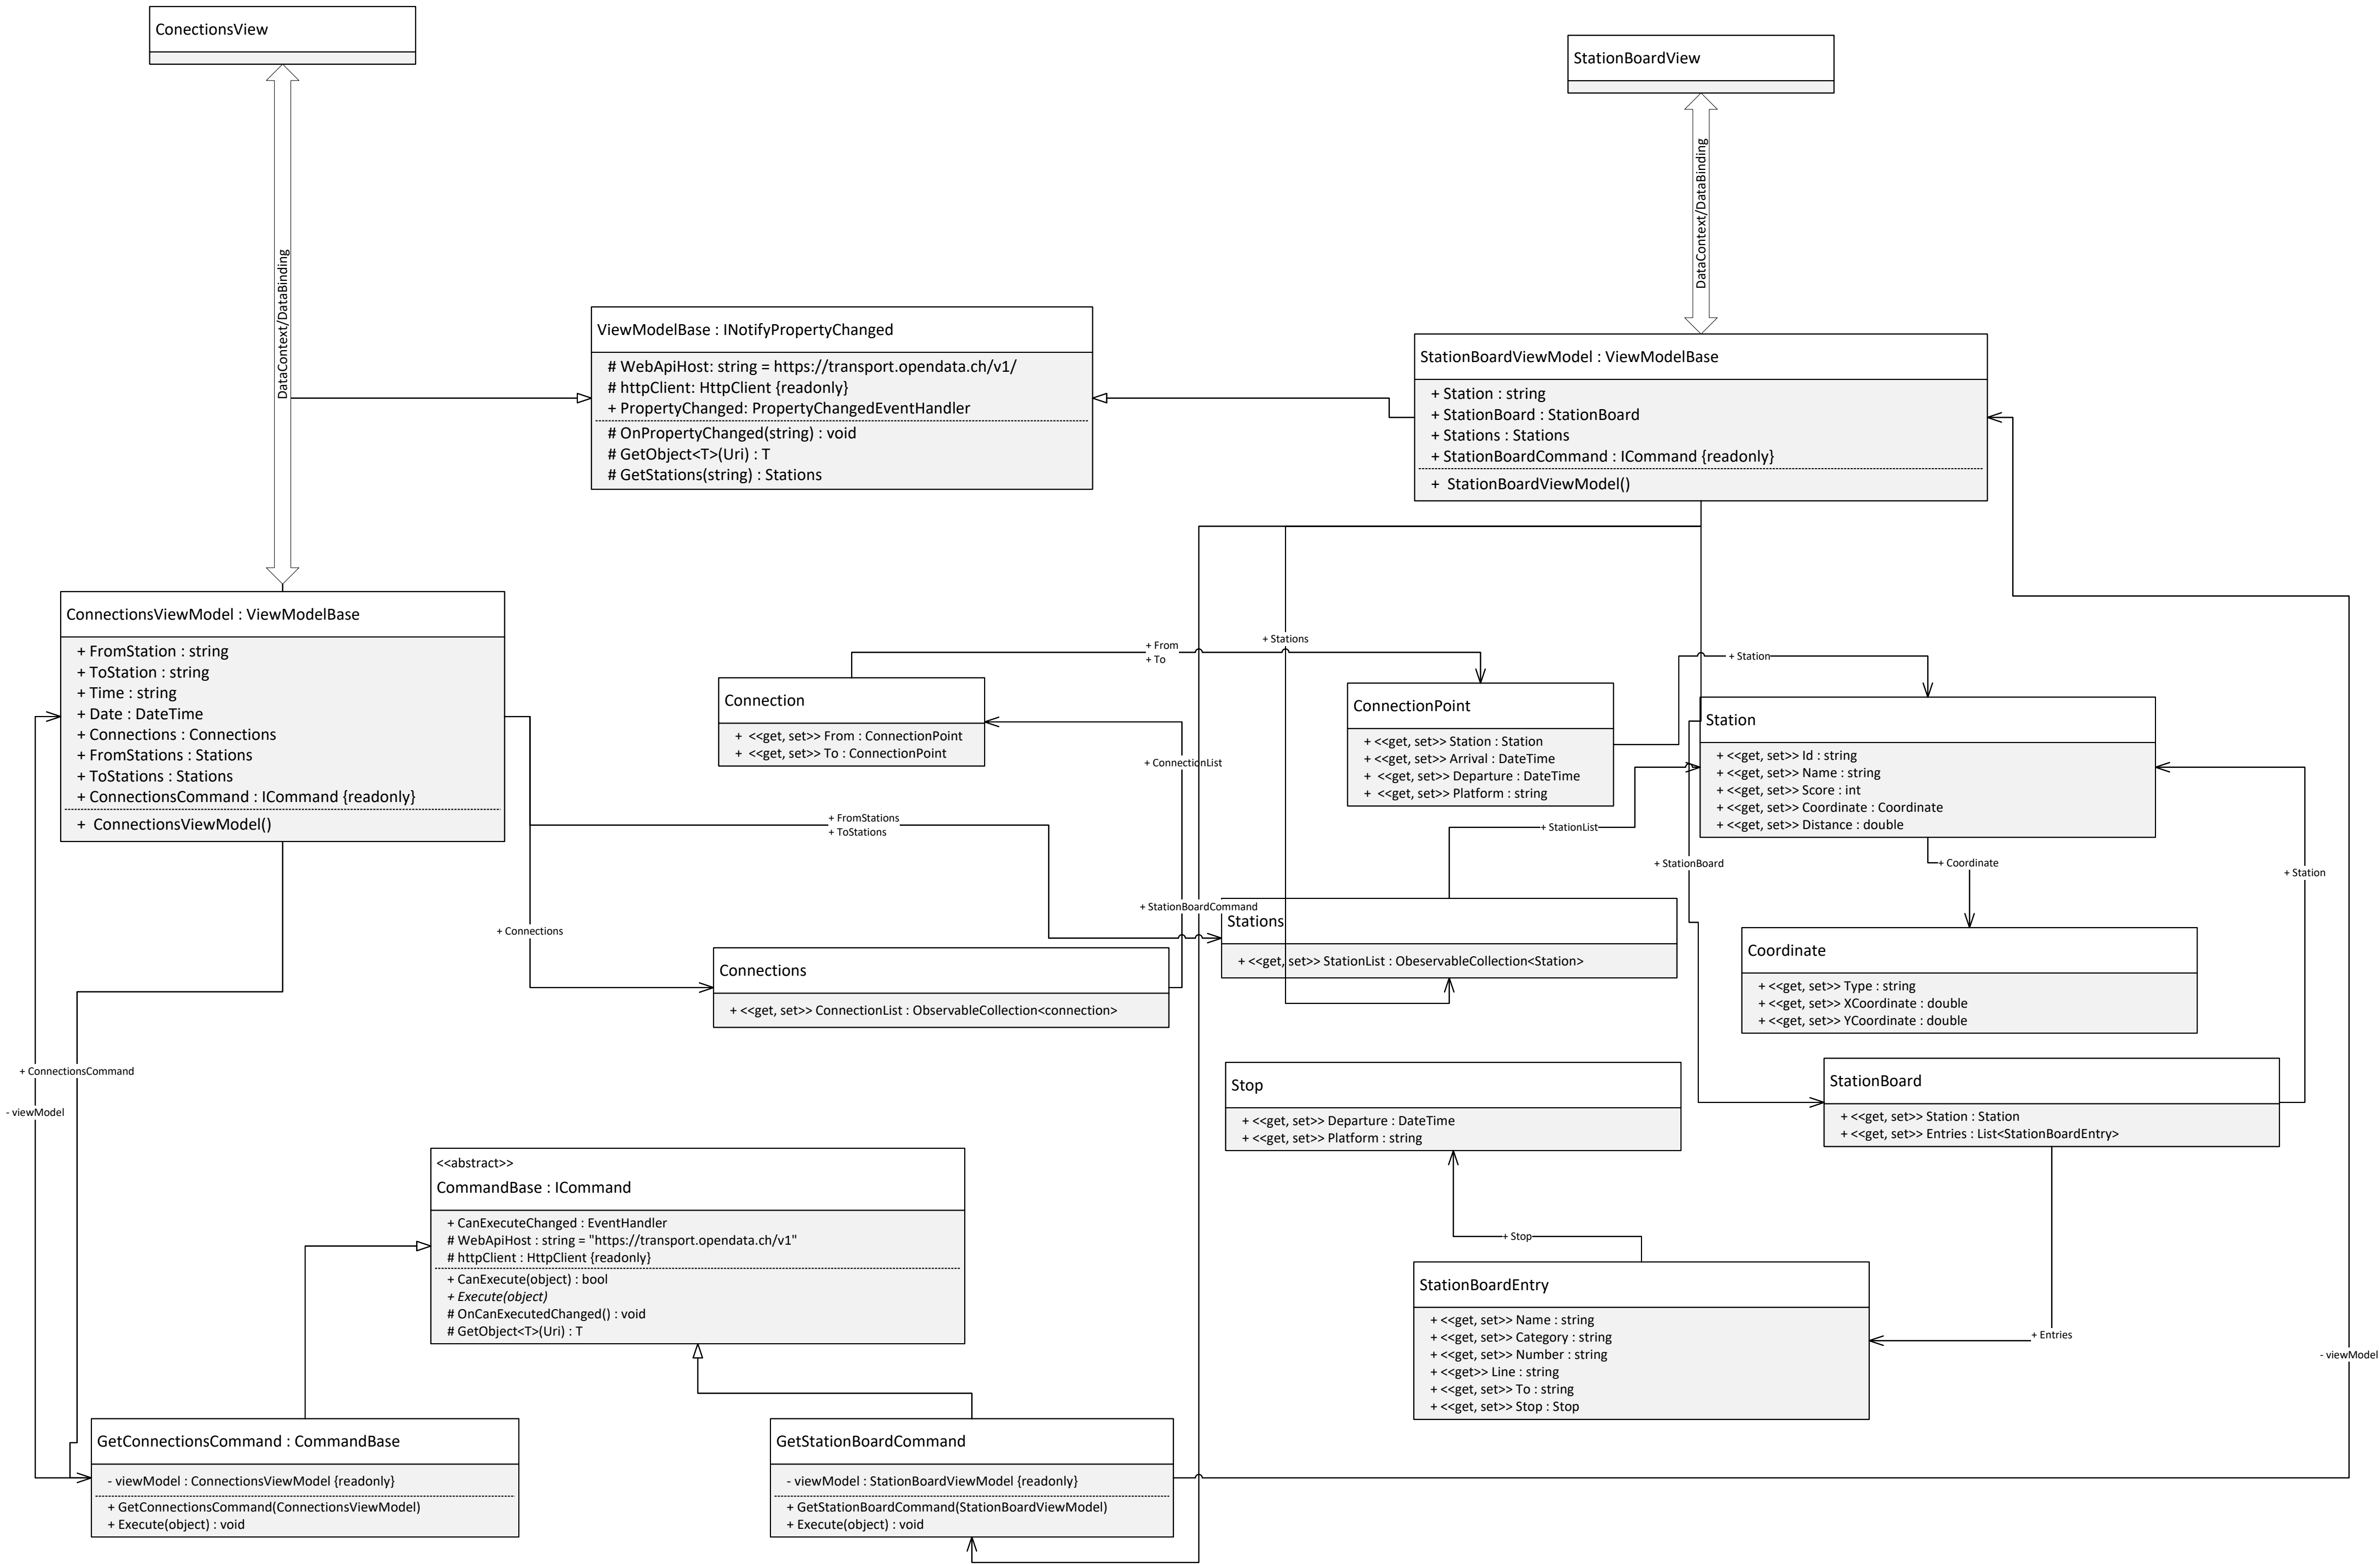 ConectionsView
StationBoardView
DataContext/DataBinding
DataContext/DataBinding
ViewModelBase : INotifyPropertyChanged
# WebApiHost: string = https://transport.opendata.ch/v1/
# httpClient: HttpClient {readonly}
+ PropertyChanged: PropertyChangedEventHandler
# OnPropertyChanged(string) : void
# GetObject<T>(Uri) : T
# GetStations(string) : Stations
StationBoardViewModel : ViewModelBase
+ Station : string
+ StationBoard : StationBoard
+ Stations : Stations
+ StationBoardCommand : ICommand {readonly}
+ StationBoardViewModel()
ConnectionsViewModel : ViewModelBase
+ FromStation : string
+ ToStation : string
+ Time : string
+ Date : DateTime
+ Connections : Connections
+ FromStations : Stations
+ ToStations : Stations
+ ConnectionsCommand : ICommand {readonly}
+ ConnectionsViewModel()
+ From
+ To
+ Stations
+ Station
Connection
+ <<get, set>> From : ConnectionPoint
+ <<get, set>> To : ConnectionPoint
ConnectionPoint
+ <<get, set>> Station : Station
+ <<get, set>> Arrival : DateTime
+ <<get, set>> Departure : DateTime
+ <<get, set>> Platform : string
Station
+ <<get, set>> Id : string
+ <<get, set>> Name : string
+ <<get, set>> Score : int
+ <<get, set>> Coordinate : Coordinate
+ <<get, set>> Distance : double
+ ConnectionList
+ FromStations
+ ToStations
+ StationList
+ StationBoard
+ Coordinate
+ Station
+ StationBoardCommand
+ Connections
Stations
+ <<get, set>> StationList : ObeservableCollection<Station>
Connections
+ <<get, set>> ConnectionList : ObservableCollection<connection>
Coordinate
+ <<get, set>> Type : string
+ <<get, set>> XCoordinate : double
+ <<get, set>> YCoordinate : double
+ ConnectionsCommand
- viewModel
Stop
+ <<get, set>> Departure : DateTime
+ <<get, set>> Platform : string
StationBoard
+ <<get, set>> Station : Station
+ <<get, set>> Entries : List<StationBoardEntry>
<<abstract>>
CommandBase : ICommand
+ CanExecuteChanged : EventHandler
# WebApiHost : string = "https://transport.opendata.ch/v1"
# httpClient : HttpClient {readonly}
+ CanExecute(object) : bool
+ Execute(object)
# OnCanExecutedChanged() : void
# GetObject<T>(Uri) : T
+ Stop
StationBoardEntry
+ <<get, set>> Name : string
+ <<get, set>> Category : string
+ <<get, set>> Number : string
+ <<get>> Line : string
+ <<get, set>> To : string
+ <<get, set>> Stop : Stop
+ Entries
- viewModel
GetConnectionsCommand : CommandBase
- viewModel : ConnectionsViewModel {readonly}
+ GetConnectionsCommand(ConnectionsViewModel)
+ Execute(object) : void
GetStationBoardCommand
- viewModel : StationBoardViewModel {readonly}
+ GetStationBoardCommand(StationBoardViewModel)
+ Execute(object) : void